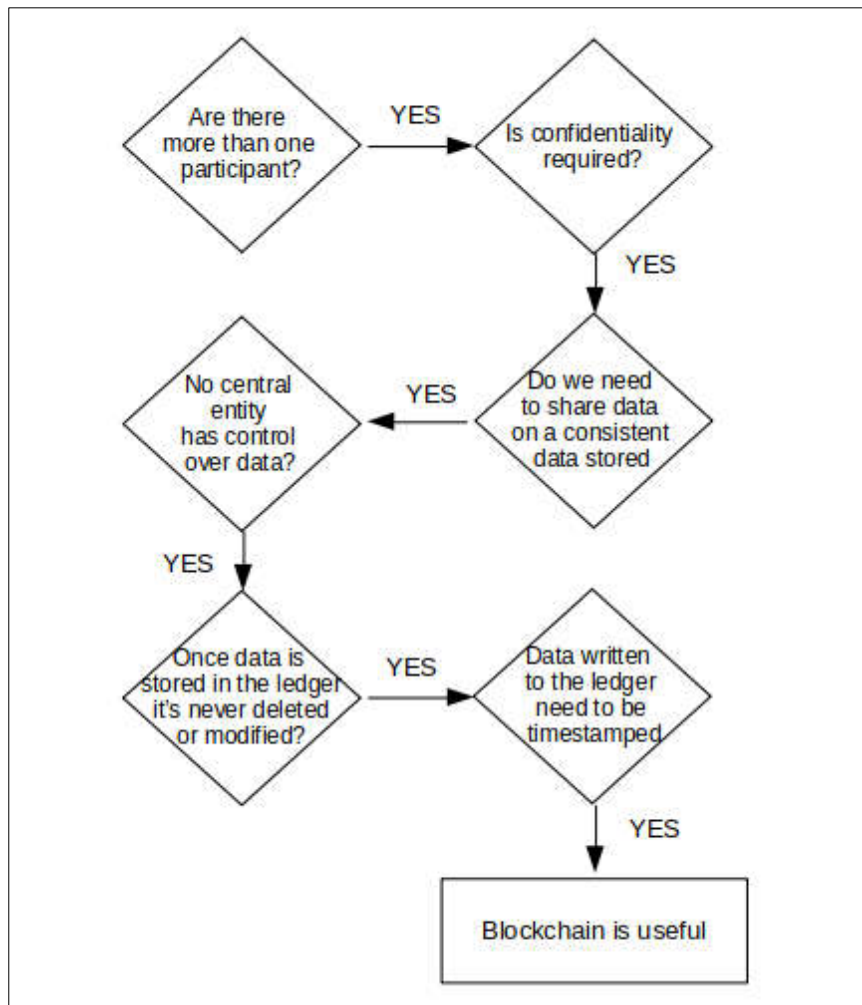 Are there
more than one
participant?
YES
Is confidentiality
required?
YES
Do we need
to share data
on a consistent
data stored
YES
No central
entity
has control
over data?
YES
Once data is
stored in the ledger
it's never deleted
or modified?
YES
Data written
to the ledger
need to be
timestamped
YES
Blockchain is useful